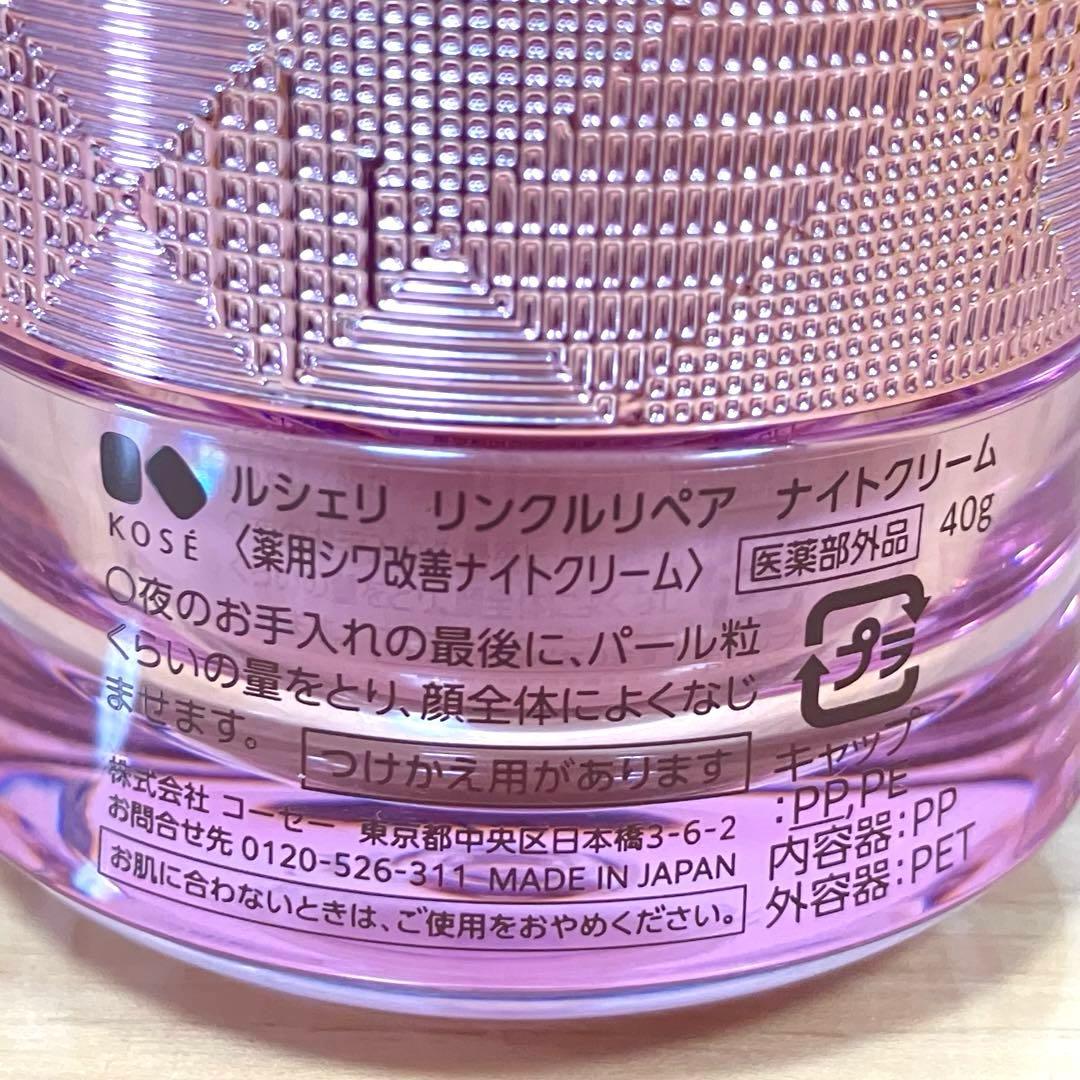 KOSÉ
ルシェリ リンクルリペア ナイトクリーム
〈薬用シワ改善ナイトクリーム〉 医薬部外品 40g
〇夜のお手入れの最後に、パール粒
くらいの量をとり、顔全体によくなじ
ませます。
つけかえ用があります
株式会社 コーセー 東京都中央区日本橋3-6-2
お問合せ先 0120-526-311 MADE IN JAPAN
お肌に合わないときは、ご使用をおやめください。
プラ
キャップ
:PP,PE
内容器:PP
外容器:PET